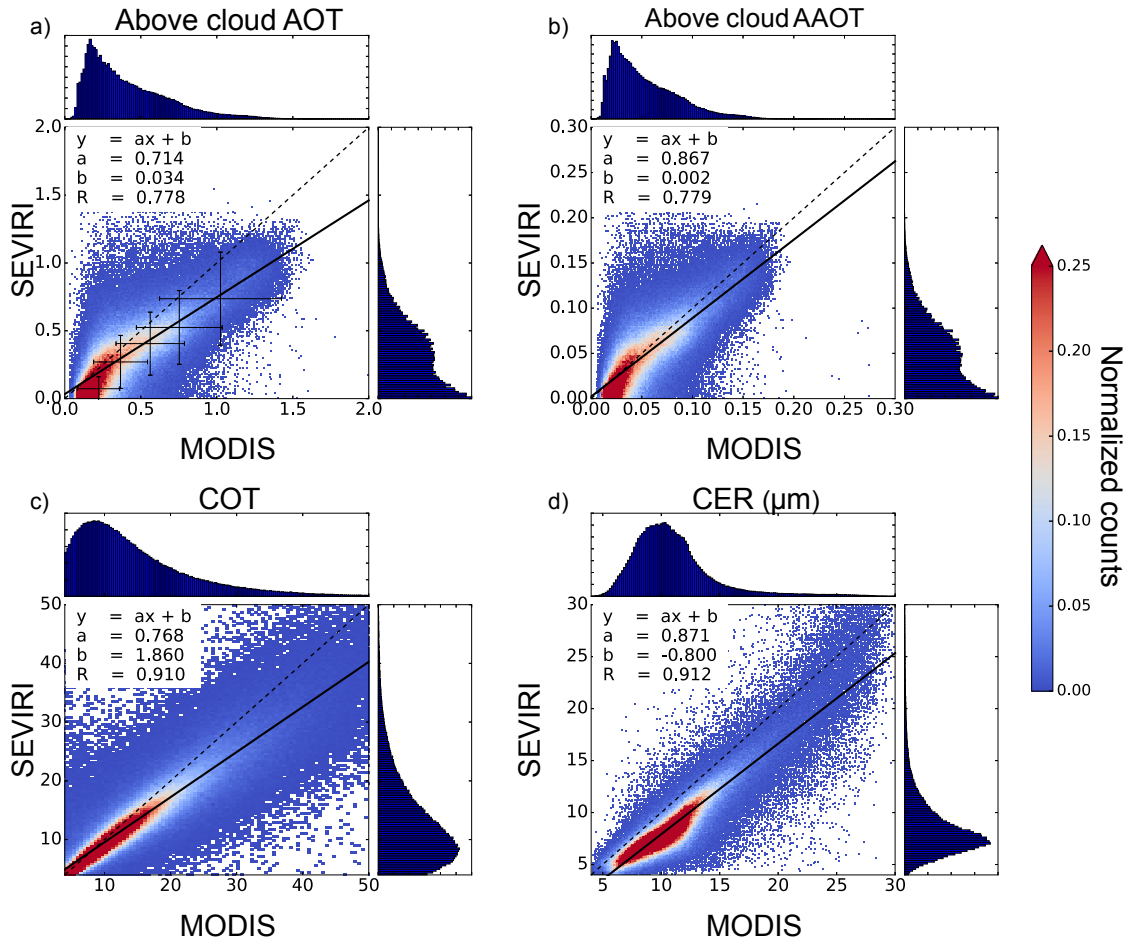 a) Above cloud AOT
y = ax + b
a = 0.714
b = 0.034
R = 0.778
SEVIRI
2.0
1.5
1.0
0.5
0.0
0.0 0.5 1.0 1.5 2.0
MODIS
b) Above cloud AAOT
y = ax + b
a = 0.867
b = 0.002
R = 0.779
SEVIRI
0.30
0.25
0.20
0.15
0.10
0.05
0.00
0.00 0.05 0.10 0.15 0.20 0.25 0.30
MODIS
c) COT
y = ax + b
a = 0.768
b = 1.860
R = 0.910
SEVIRI
50
40
30
20
10
10 20 30 40 50
MODIS
d) CER (µm)
y = ax + b
a = 0.871
b = -0.800
R = 0.912
SEVIRI
30
25
20
15
10
5
5 10 15 20 25 30
MODIS
0.25
0.20
0.15
0.10
0.05
0.00
Normalized counts